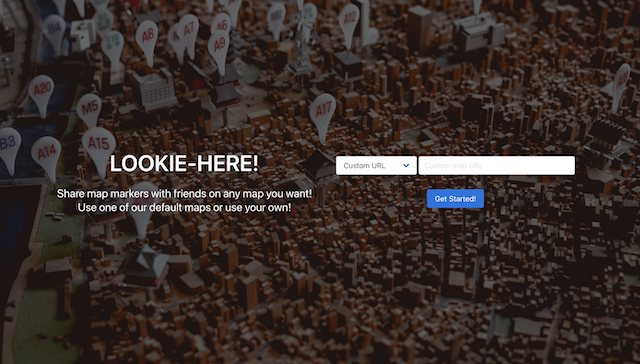 A12
A8
A6
A7
A9
A20
M5
A17
A17
B3
A14
A15
LOOKIE-HERE!
Custom URL
Custom map URL
Share map markers with friends on any map you want!
Use one of our default maps or use your own!
Get Started!